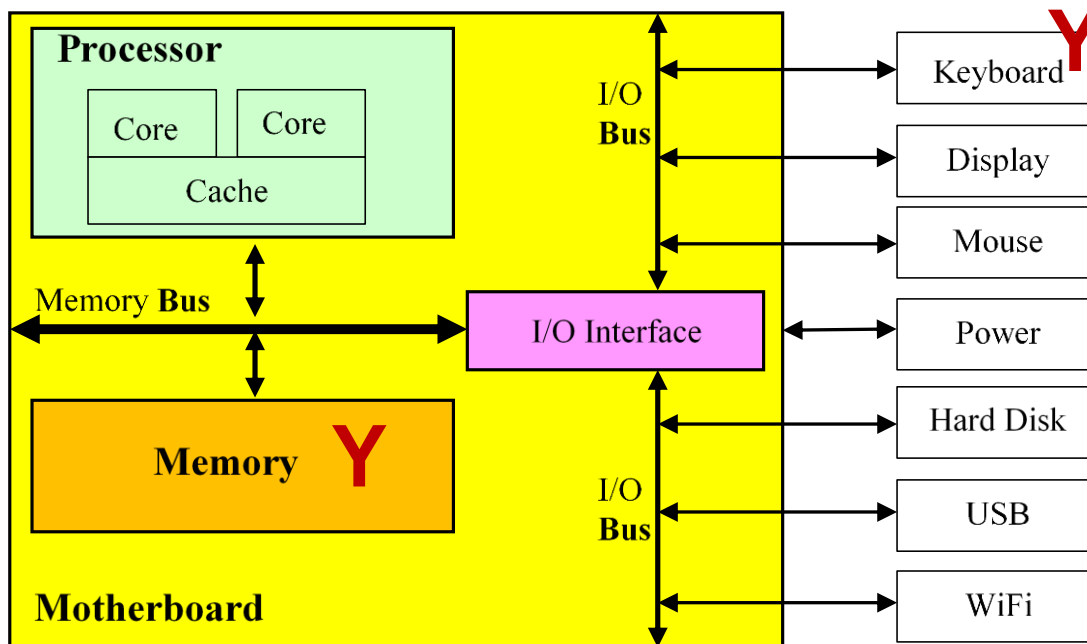 Processor
Core
Core
Cache
Memory Bus
Memory Y
Motherboard
I/O
Bus
I/O Interface
I/O
Bus
Y
Keyboard
Display
Mouse
Power
Hard Disk
USB
WiFi